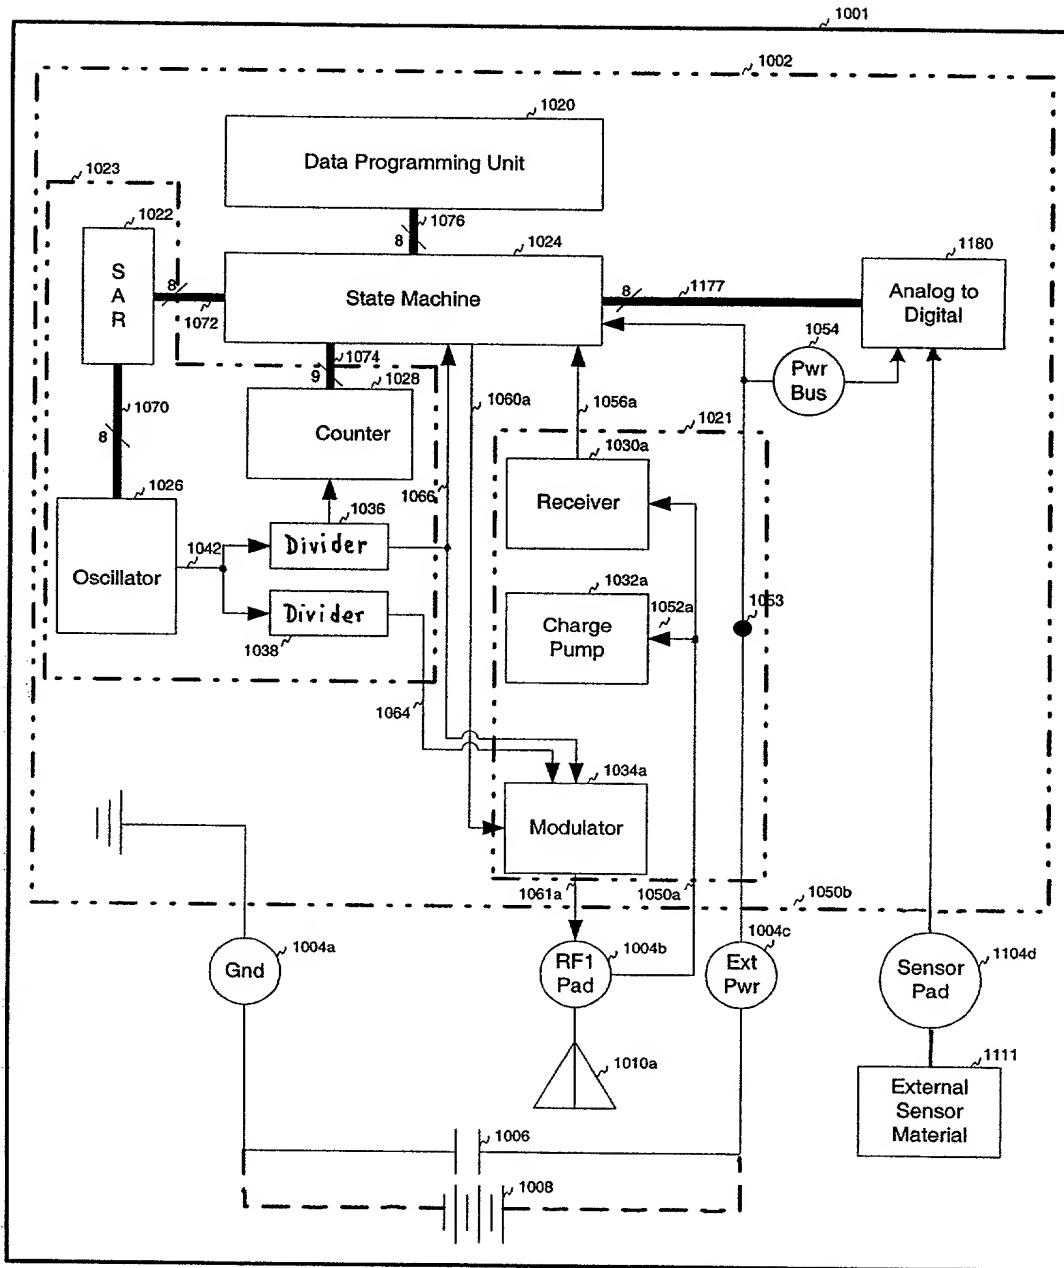 1001
1002
1020
Data Programming Unit
1023
1022
1076
8
1024
1180
S
A
R
8
1072
State Machine
8
1177
Analog to
Digital
1054
Pwr
Bus
1074
9
1028
1060a
1056a
1070
8
Counter
1021
1030a
1066
Receiver
1026
1036
1042
Divider
Oscillator
1032a
Divider
1052a
1053
Charge
Pump
1038
1064
1034a
Modulator
1061a
1050a
1050b
1004a
1004b
1004c
Gnd
RF1
Pad
Ext
Pwr
Sensor
Pad
1104d
1010a
1111
External
Sensor
Material
1006
1008